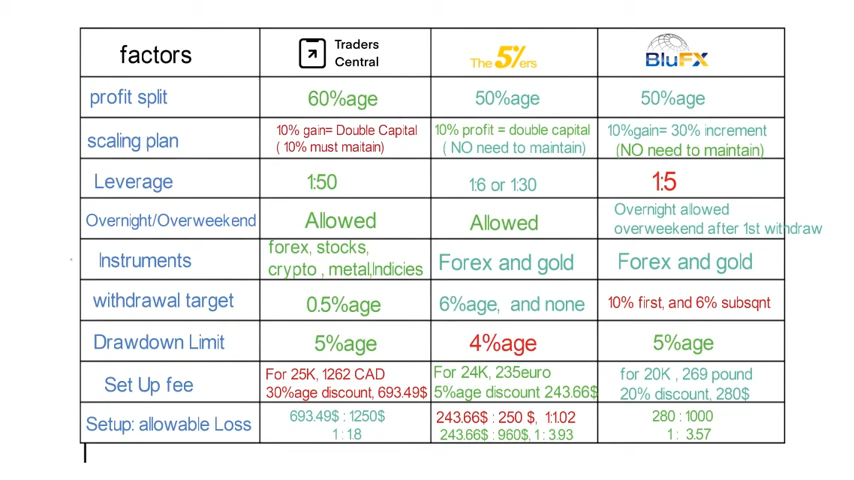 factors
Traders
Central
The 5%ers
BluFX
profit split
60%age
50%age
50%age
scaling plan
10% gain= Double Capital
( 10% must maitain)
10% profit = double capital
( NO need to maintain)
10%gain= 30% increment
(NO need to maintain)
Leverage
1:50
1:6 or 1:30
1:5
Overnight/Overweekend
Allowed
Allowed
Overnight allowed
overweekend after 1st withdraw
Instruments
forex, stocks,
crypto , metal,Indicies
Forex and gold
Forex and gold
withdrawal target
0.5%age
6%age, and none
10% first, and 6% subsqnt
Drawdown Limit
5%age
4%age
5%age
Set Up fee
For 25K, 1262 CAD
30%age discount, 693.49$
For 24K, 235euro
5%age discount 243.66$
for 20K , 269 pound
20% discount, 280$
Setup: allowable Loss
693.49$ : 1250$
1 : 1.8
243.66$ : 250 $, 1:1.02
243.66$ : 960$, 1 : 3.93
280 : 1000
1 : 3.57